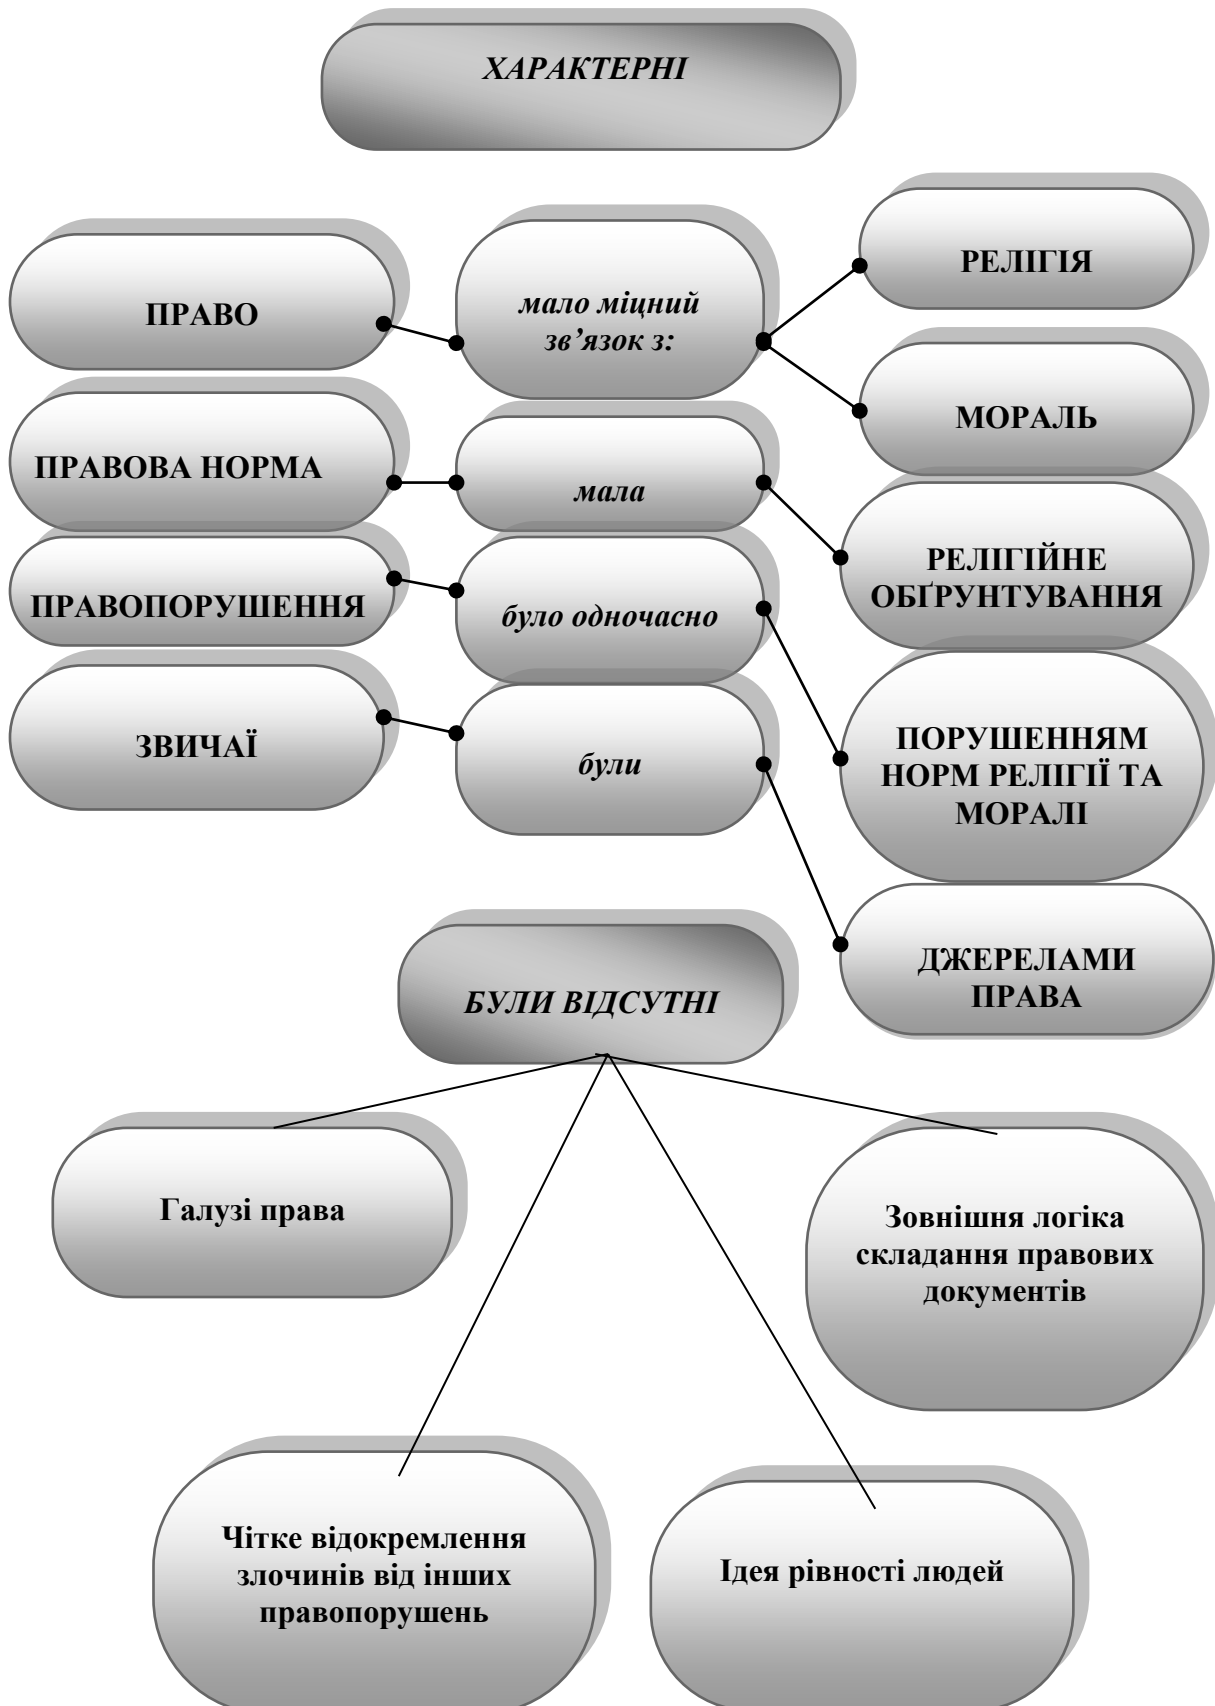 ХАРАКТЕРНІ
ПРАВО
мало міцний
зв’язок з:
РЕЛІГІЯ
МОРАЛЬ
ПРАВОВА НОРМА
мала
РЕЛІГІЙНЕ
ОБҐРУНТУВАННЯ
ПРАВОПОРУШЕННЯ
було одночасно
ПОРУШЕННЯМ
НОРМ РЕЛІГІЇ ТА
МОРАЛІ
ЗВИЧАЇ
були
ДЖЕРЕЛАМИ
ПРАВА
БУЛИ ВІДСУТНІ
Галузі права
Зовнішня логіка
складання правових
документів
Чітке відокремлення
злочинів від інших
правопорушень
Ідея рівності людей